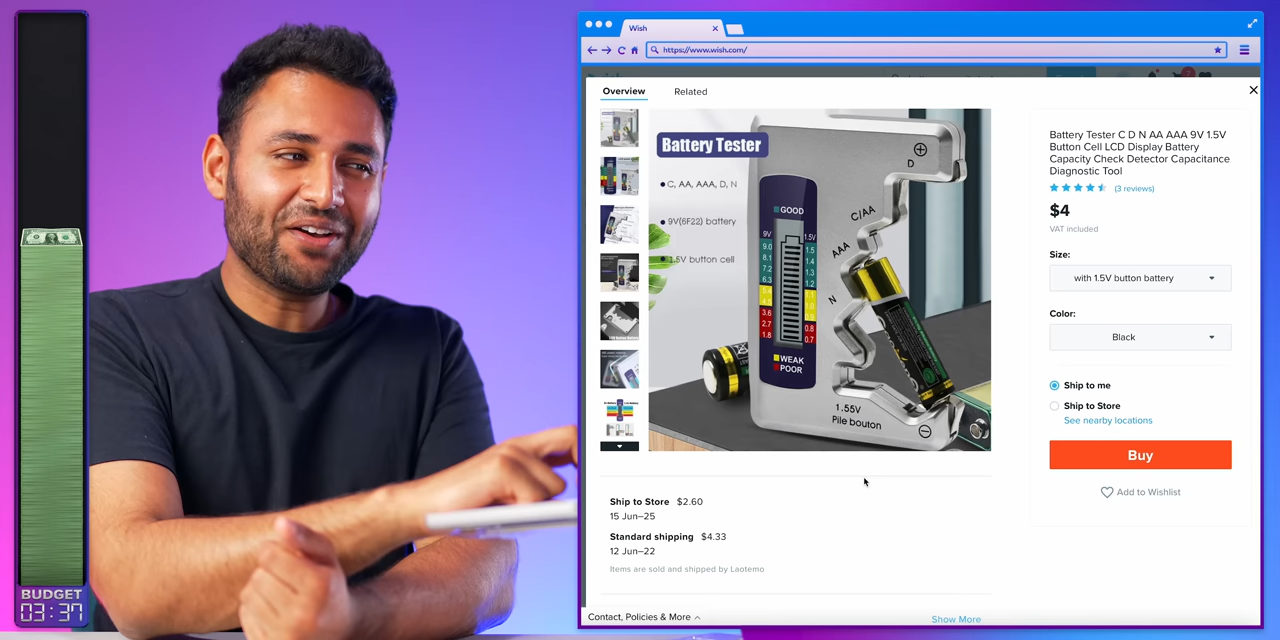 BUDGET
03:37
Wish
https://www.wish.com/
Overview
Related
Battery Tester
C, AA, AAA, D, N
9V(6F22) battery
1.5V button cell
D
C/AA
AAA
N
GOOD
9V
1.5V
9.0
1.5
8.1
1.4
7.2
1.3
6.3
1.2
3.6
0.8
2.7
0.7
1.8
WEAK
POOR
1.55V
Pile bouton
Battery Tester C D N AA AAA 9V 1.5V
Button Cell LCD Display Battery
Capacity Check Detector Capacitance
Diagnostic Tool
(3 reviews)
$4
VAT included
Size:
with 1.5V button battery
Color:
Black
Ship to me
Ship to Store
See nearby locations
Buy
Add to Wishlist
Ship to Store $2.60
15 Jun–25
Standard shipping $4.33
12 Jun–22
Items are sold and shipped by Laotemo
Contact, Policies & More
Show More